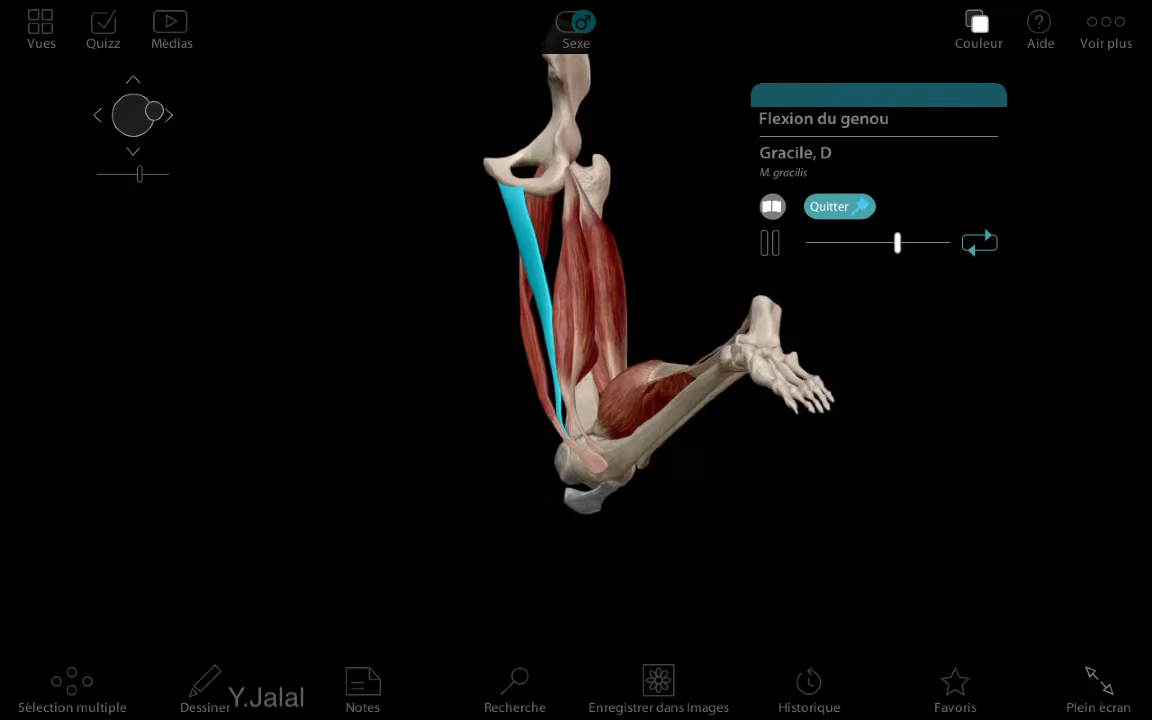 Vues
Quizz
Médias
Sexe
Couleur
Aide
Voir plus
Flexion du genou
Gracile, D
M. gracilis
Quitter
Sélection multiple
Dessiner
Y.Jalal
Notes
Recherche
Enregistrer dans Images
Historique
Favoris
Plein écran